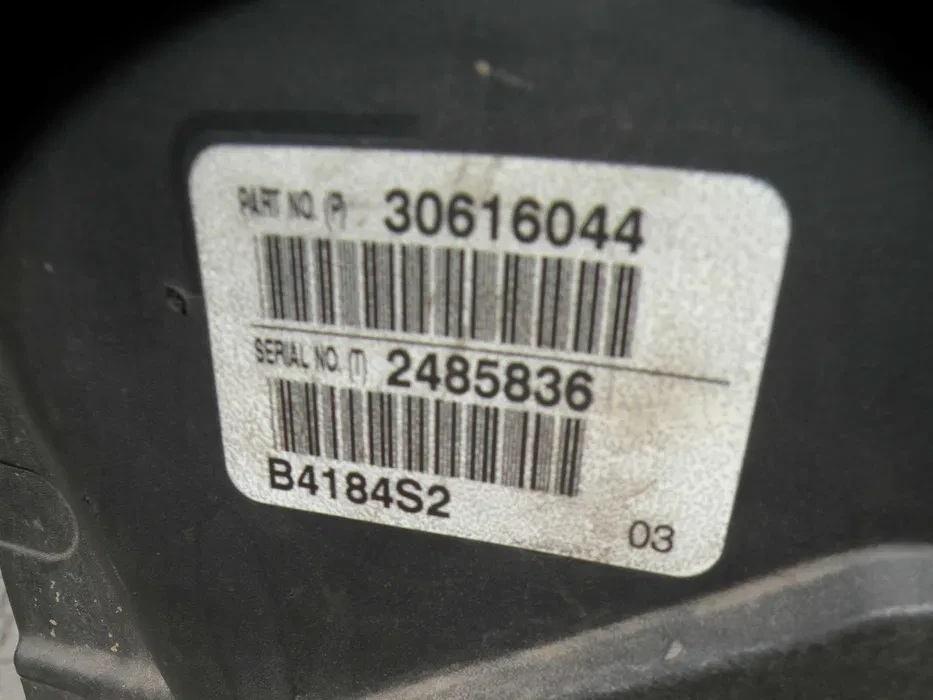 PART NO. (P) 30616044
SERIAL NO. (T) 2485836
B4184S2
03